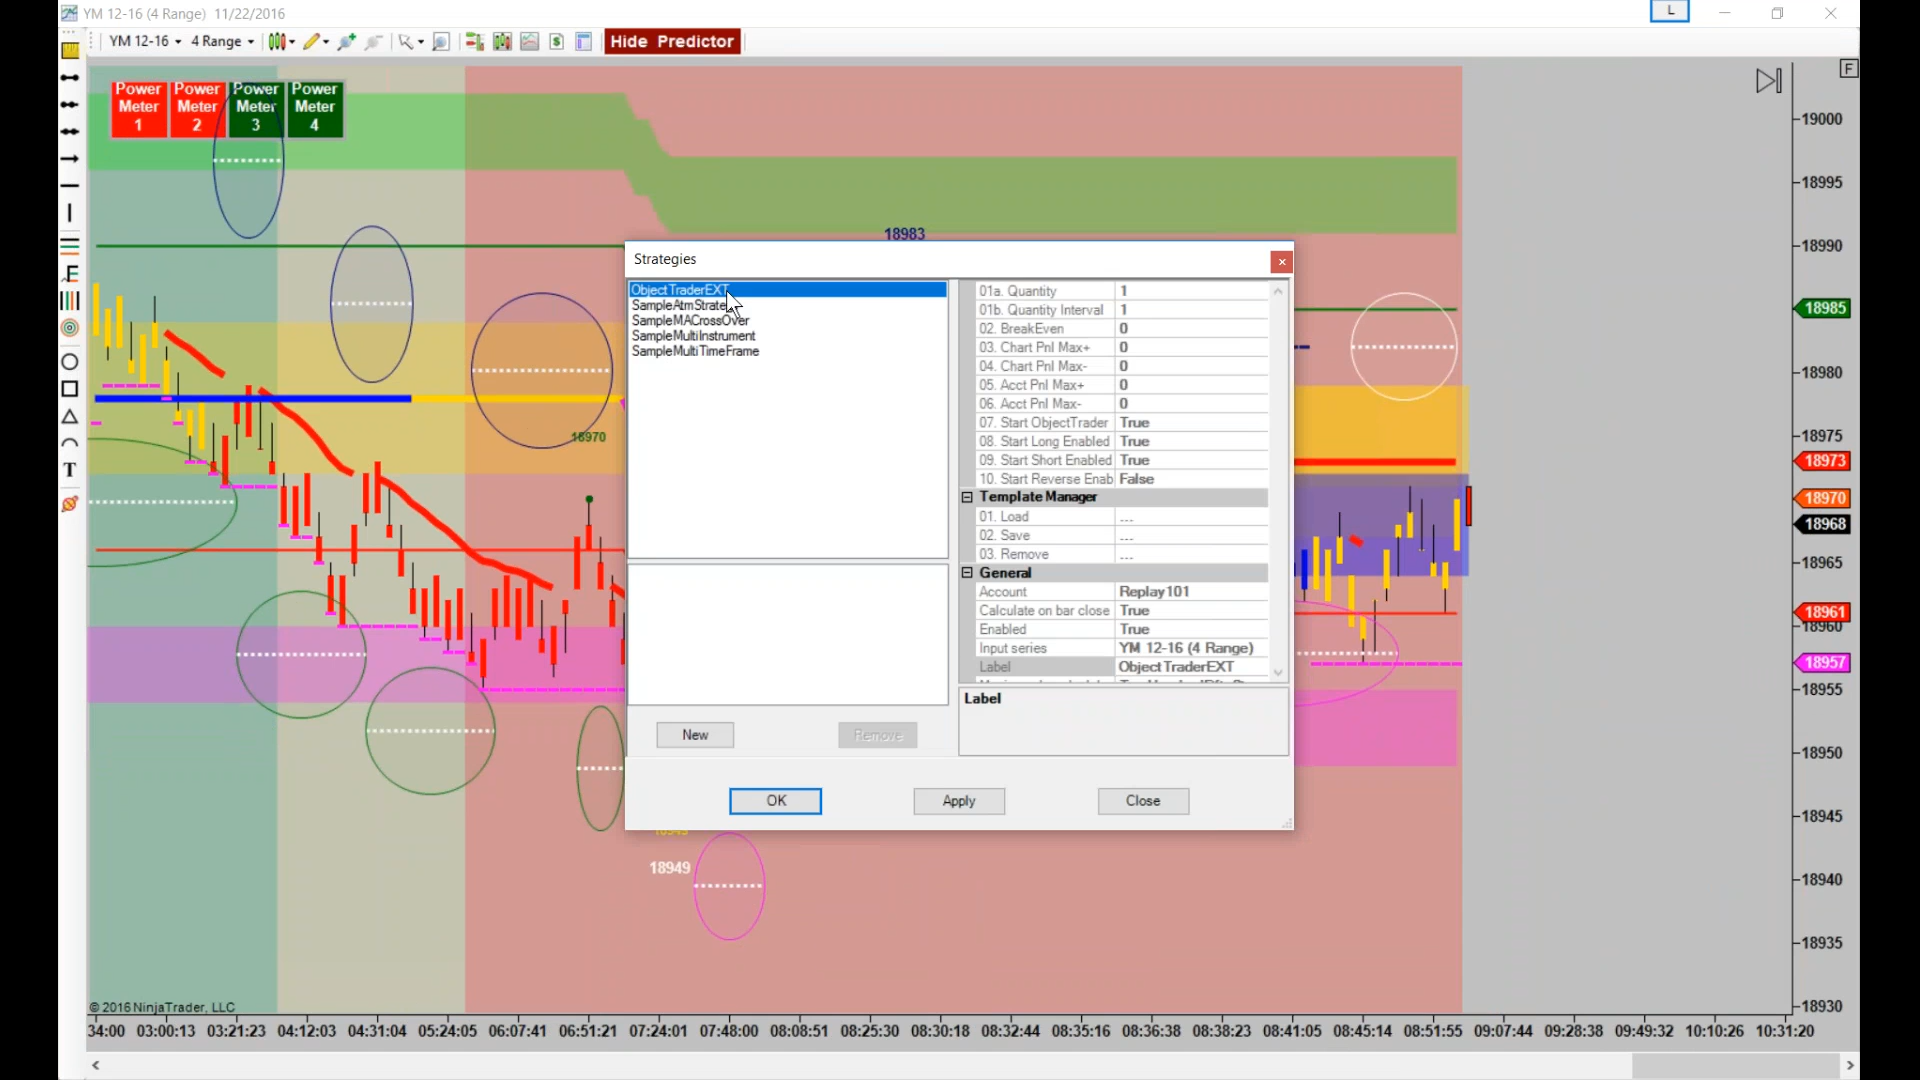 YM 12-16 (4 Range) 11/22/2016
L
YM 12-16
4 Range
Hide Predictor
F
Power Meter 1
Power Meter 2
Power Meter 3
Power Meter 4
18983
18970
18949
Strategies
ObjectTraderEXT
SampleAtmStrate
SampleMACrossOver
SampleMultiInstrument
SampleMultiTimeFrame
01a. Quantity 1
01b. Quantity Interval 1
02. BreakEven 0
03. Chart Pnl Max+ 0
04. Chart Pnl Max- 0
05. Acct Pnl Max+ 0
06. Acct Pnl Max- 0
07. Start ObjectTrader True
08. Start Long Enabled True
09. Start Short Enabled True
10. Start Reverse Enab False
Template Manager
01. Load ...
02. Save ...
03. Remove ...
General
Account Replay101
Calculate on bar close True
Enabled True
Input series YM 12-16 (4 Range)
Label ObjectTraderEXT
Label
New
Remove
OK
Apply
Close
19000
18995
18990
18985
18980
18975
18973
18970
18968
18965
18961
18960
18957
18955
18950
18945
18940
18935
18930
© 2016 NinjaTrader, LLC
34:00 03:00:13 03:21:23 04:12:03 04:31:04 05:24:05 06:07:41 06:51:21 07:24:01 07:48:00 08:08:51 08:25:30 08:30:18 08:32:44 08:35:16 08:36:38 08:38:23 08:41:05 08:45:14 08:51:55 09:07:44 09:28:38 09:49:32 10:10:26 10:31:20
T